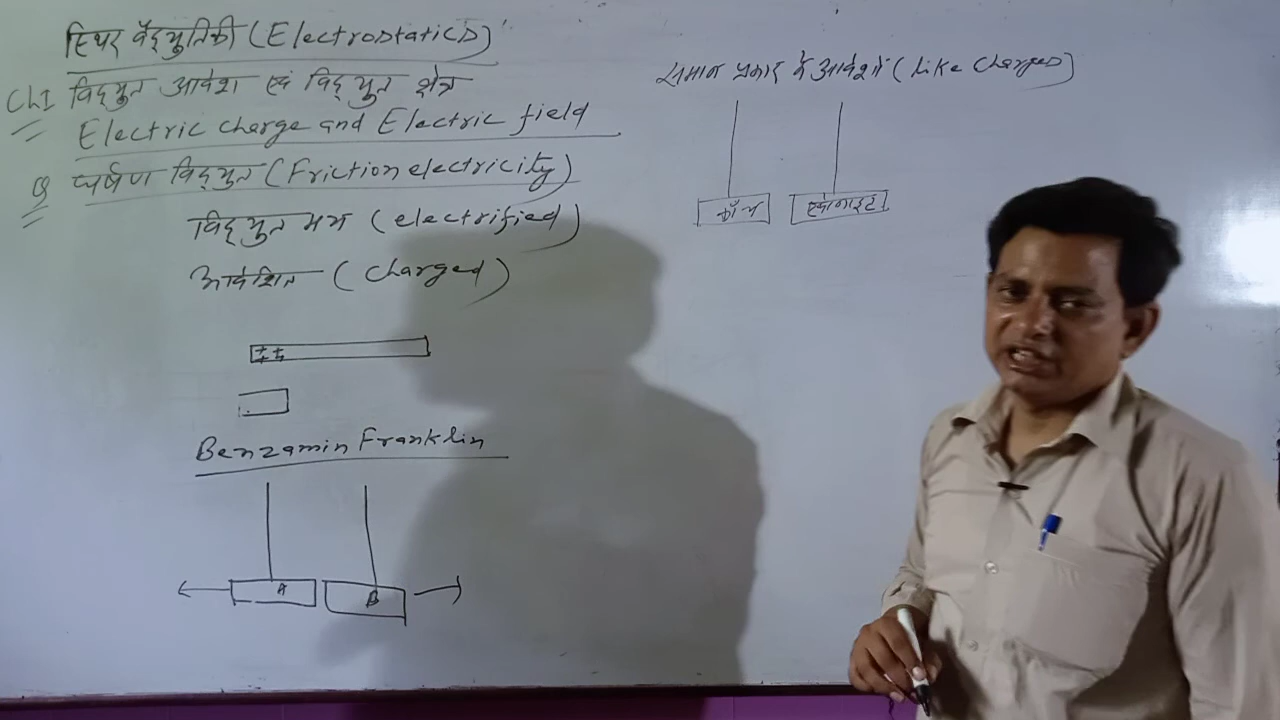 स्थिर वैद्युतिकी (Electrostatics)
Ch1 विद्युत आवेश एवं विद्युत क्षेत्र
Electric charge and Electric field
Q घर्षण विद्युत (Friction electricity)
विद्युत मय (electrified)
आवेशित (charged)
++
Benzamin Franklin
A B
समान प्रकार के आवेशों (Like Charges)
काँच एबोनाइट